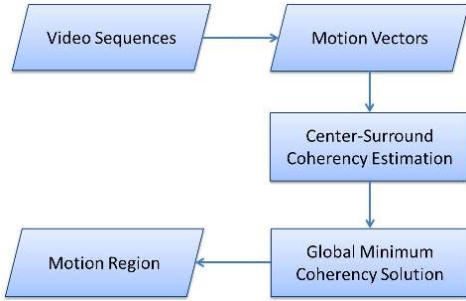 Video Sequences
Motion Vectors
Center-Surround
Coherency Estimation
Global Minimum
Coherency Solution
Motion Region